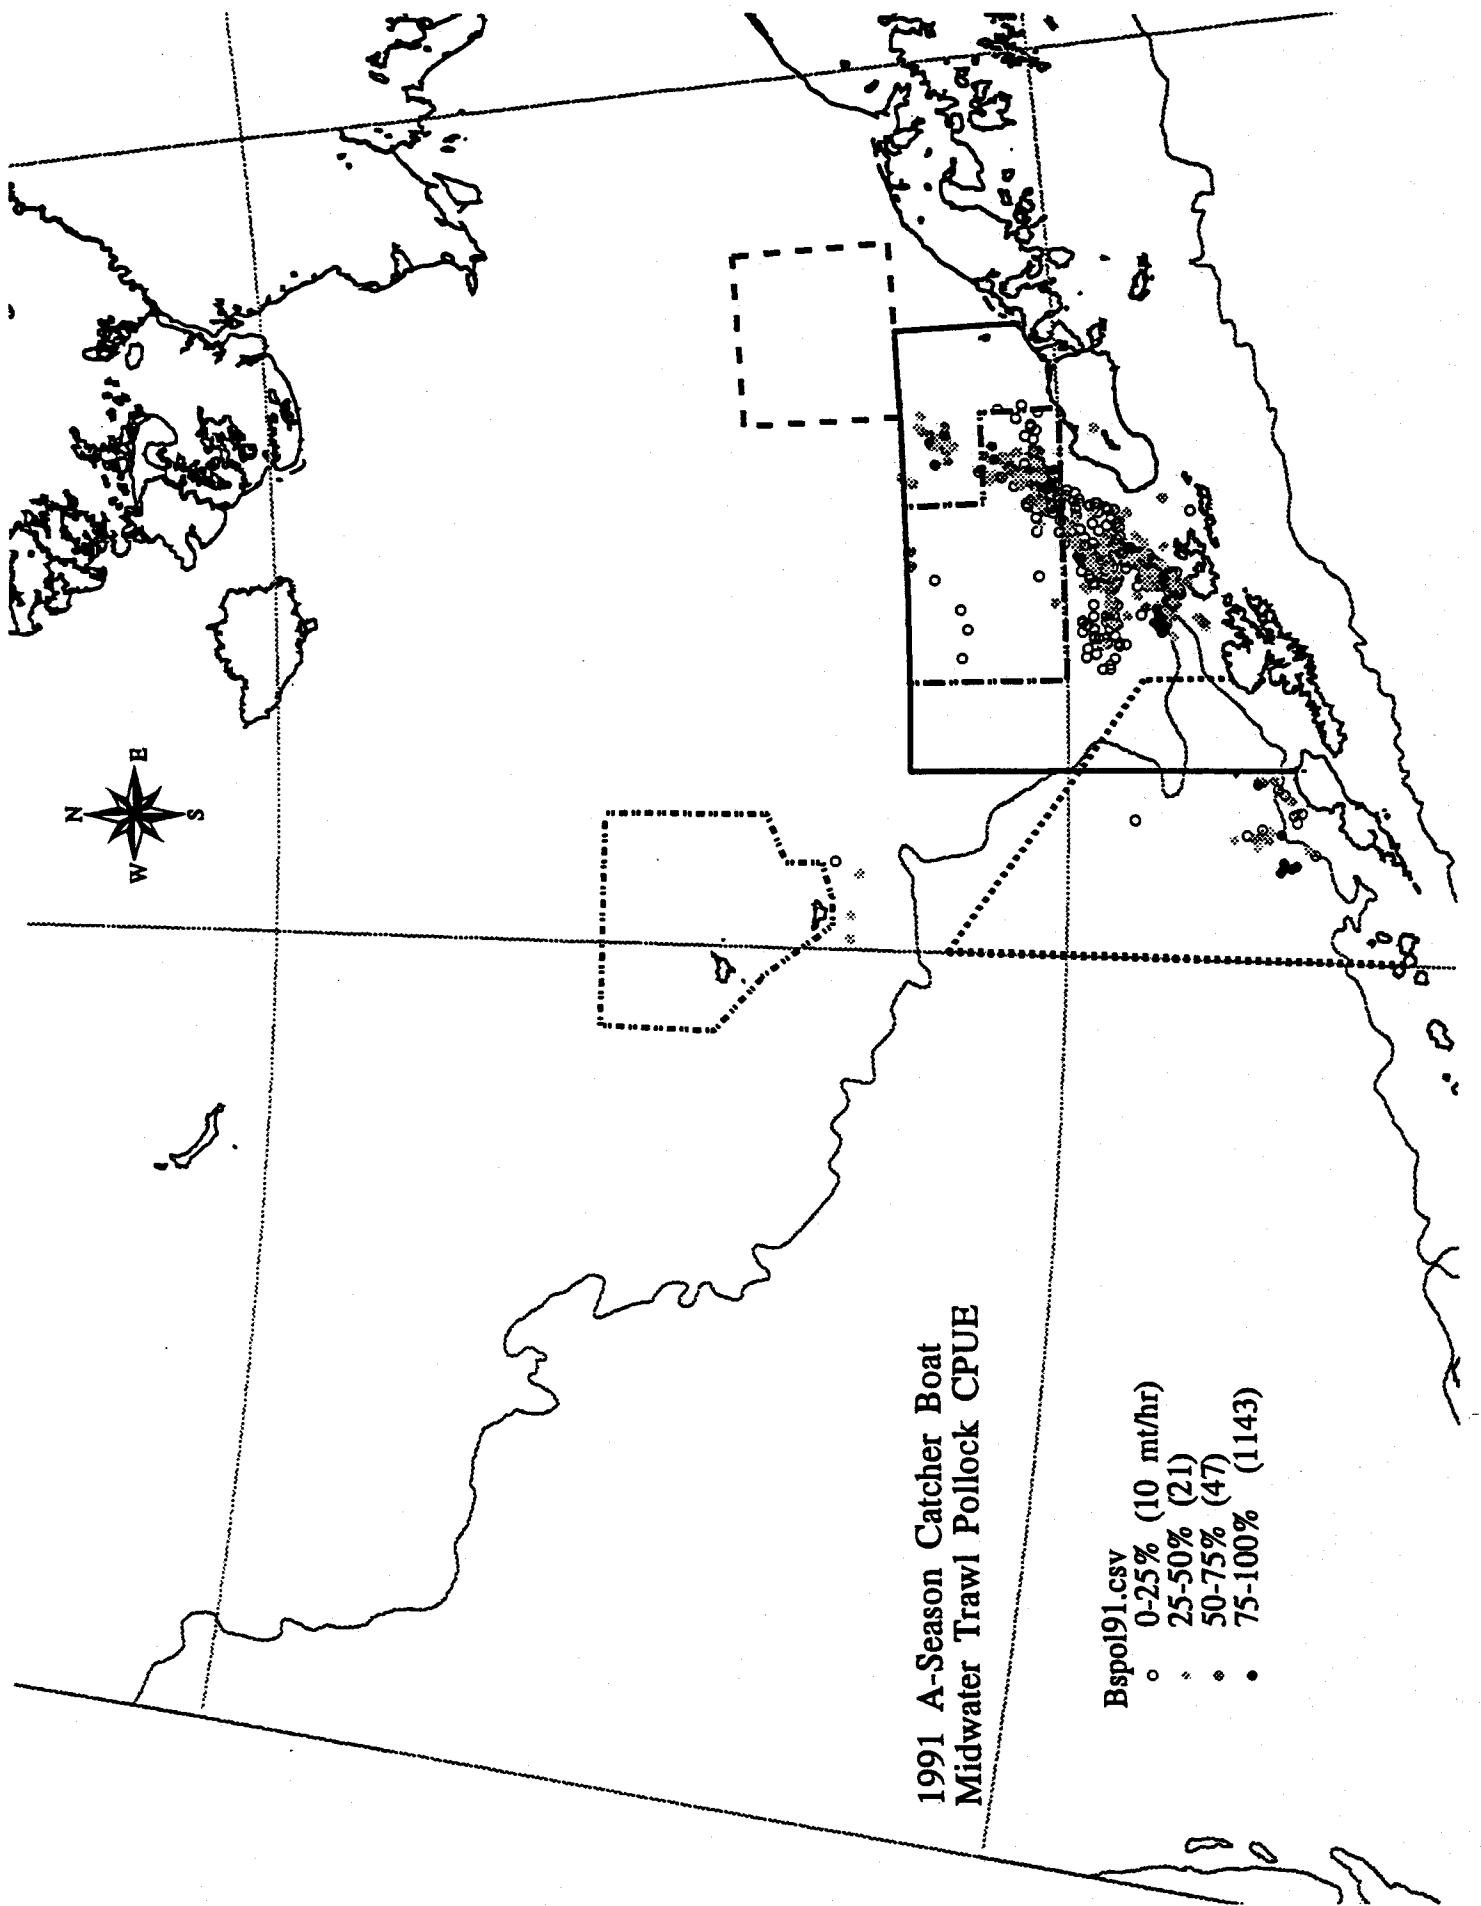 N
W E
S
1991 A-Season Catcher Boat
Midwater Trawl Pollock CPUE
Bspol91.csv
0-25% (10 mt/hr)
25-50% (21)
50-75% (47)
75-100% (1143)